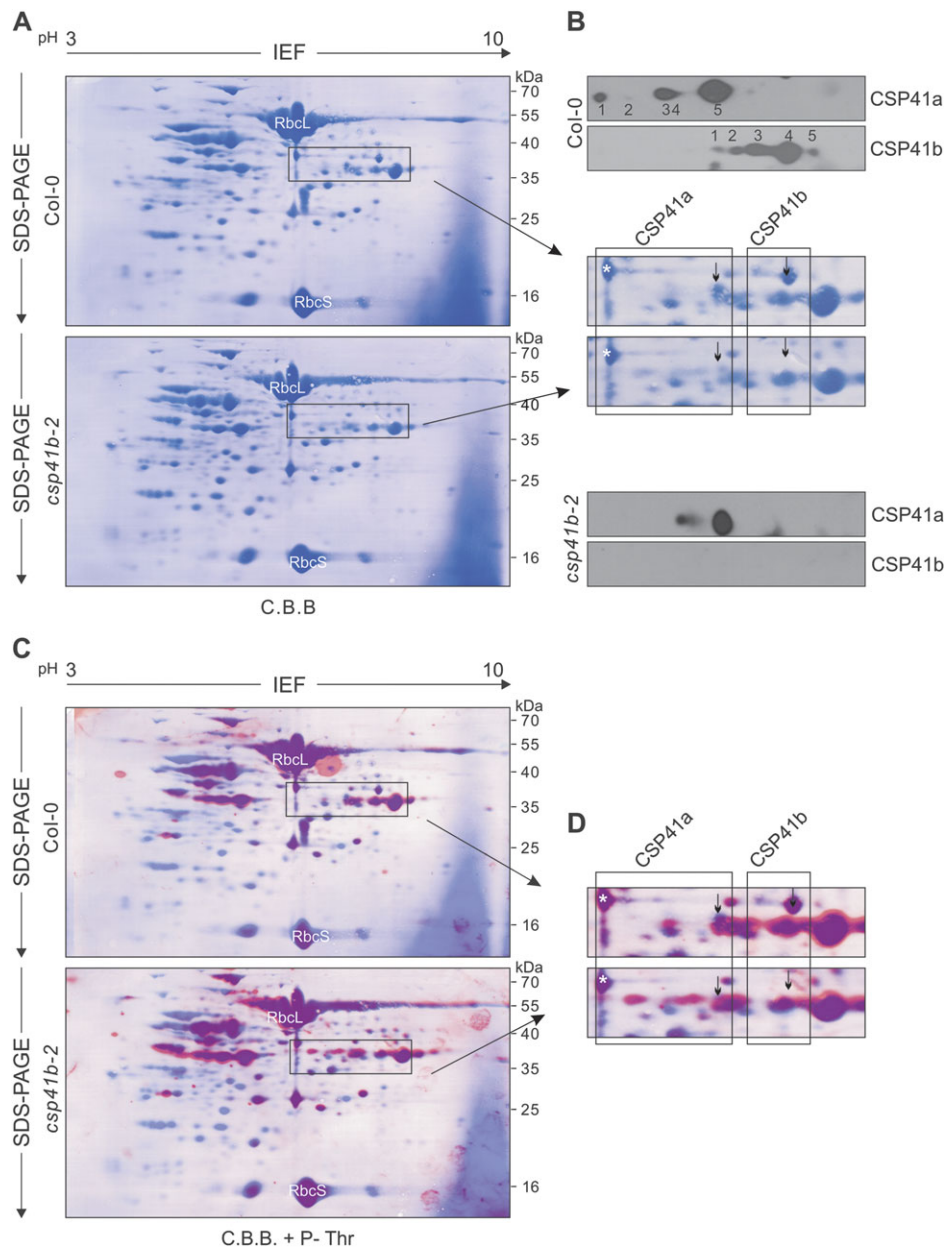 A
pH 3 10
IEF
SDS-PAGE
Col-0
RbcL
RbcS
kDa
70
55
40
35
25
16
SDS-PAGE
csp41b-2
RbcL
RbcS
kDa
70
55
40
35
25
16
C.B.B
B
Col-0
1 2 34 5
CSP41a
1 2 3 4 5
CSP41b
CSP41a CSP41b
*
*
csp41b-2
CSP41a
CSP41b
C
pH 3 10
IEF
SDS-PAGE
Col-0
RbcL
RbcS
kDa
70
55
40
35
25
16
SDS-PAGE
csp41b-2
RbcL
RbcS
kDa
70
55
40
35
25
16
C.B.B. + P- Thr
D
CSP41a CSP41b
*
*